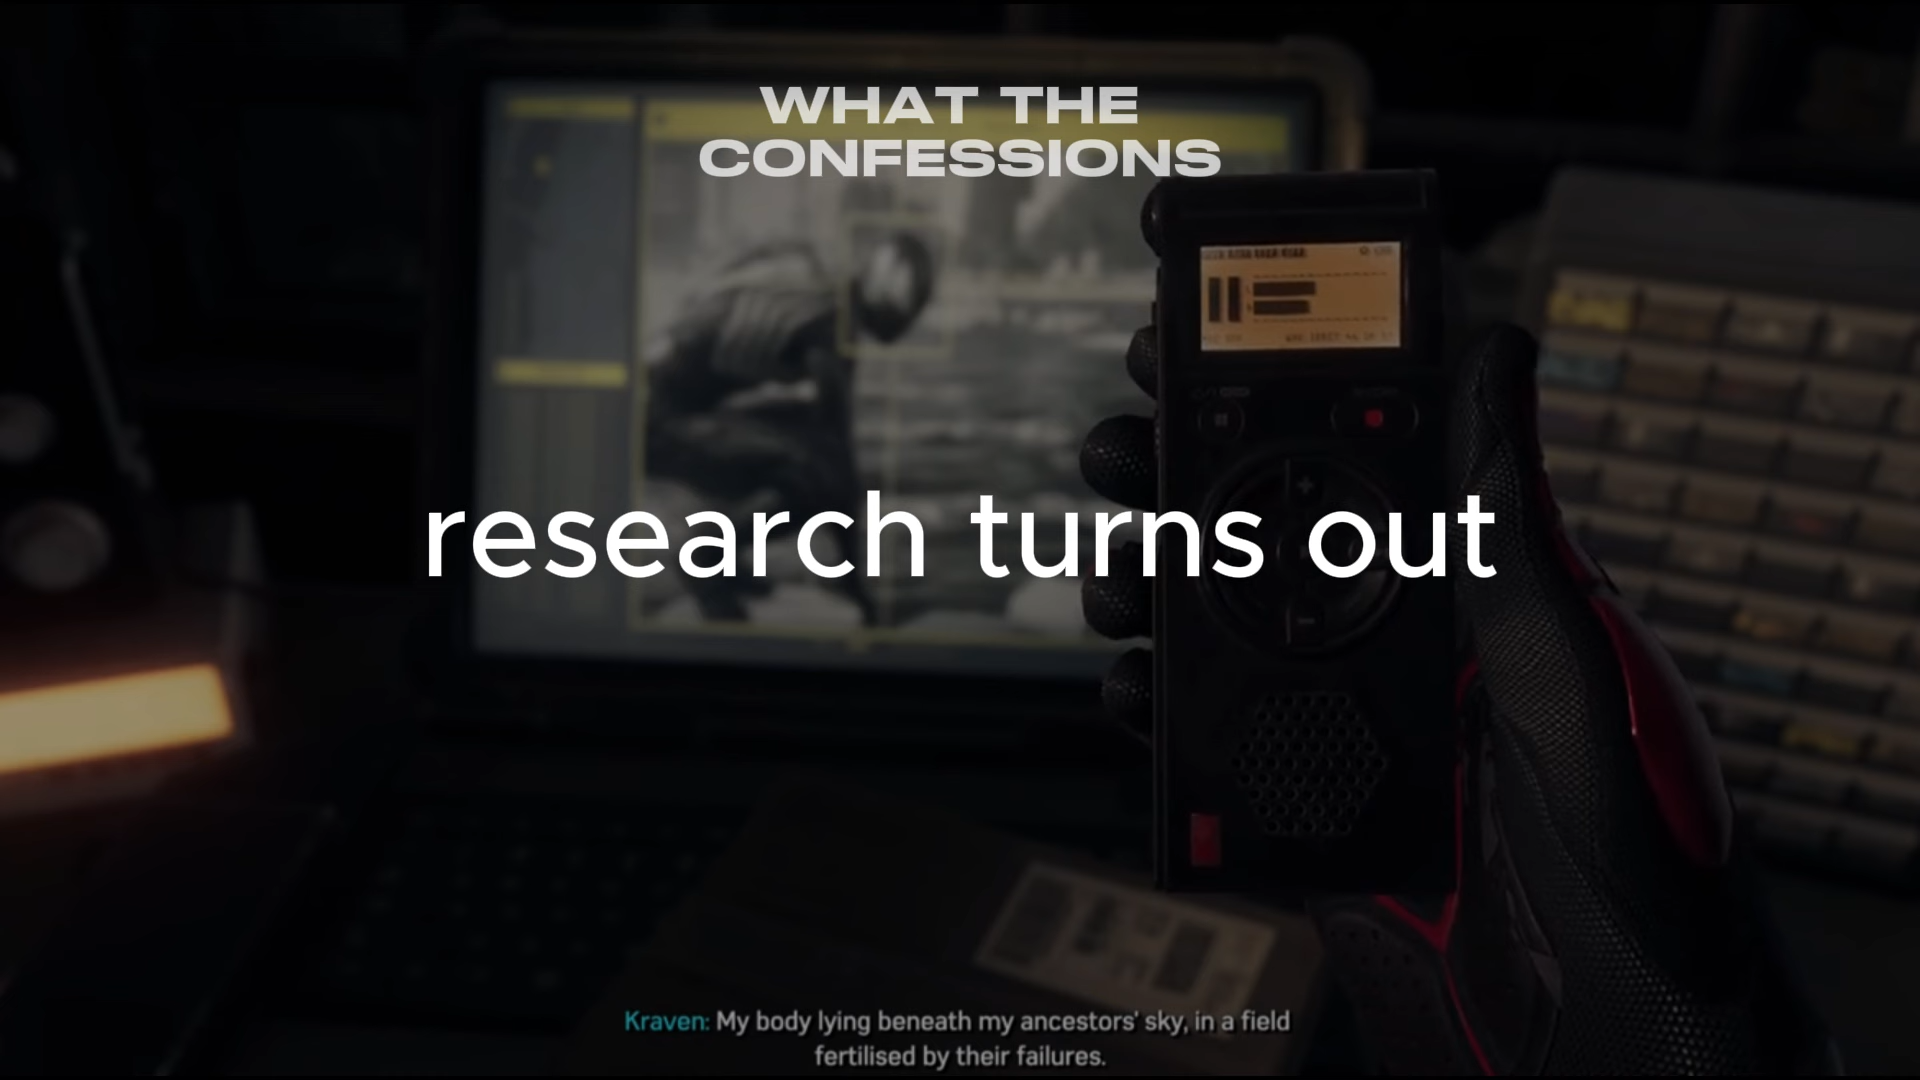 WHAT THE
CONFESSIONS
research turns out
Kraven: My body lying beneath my ancestors' sky, in a field
fertilised by their failures.